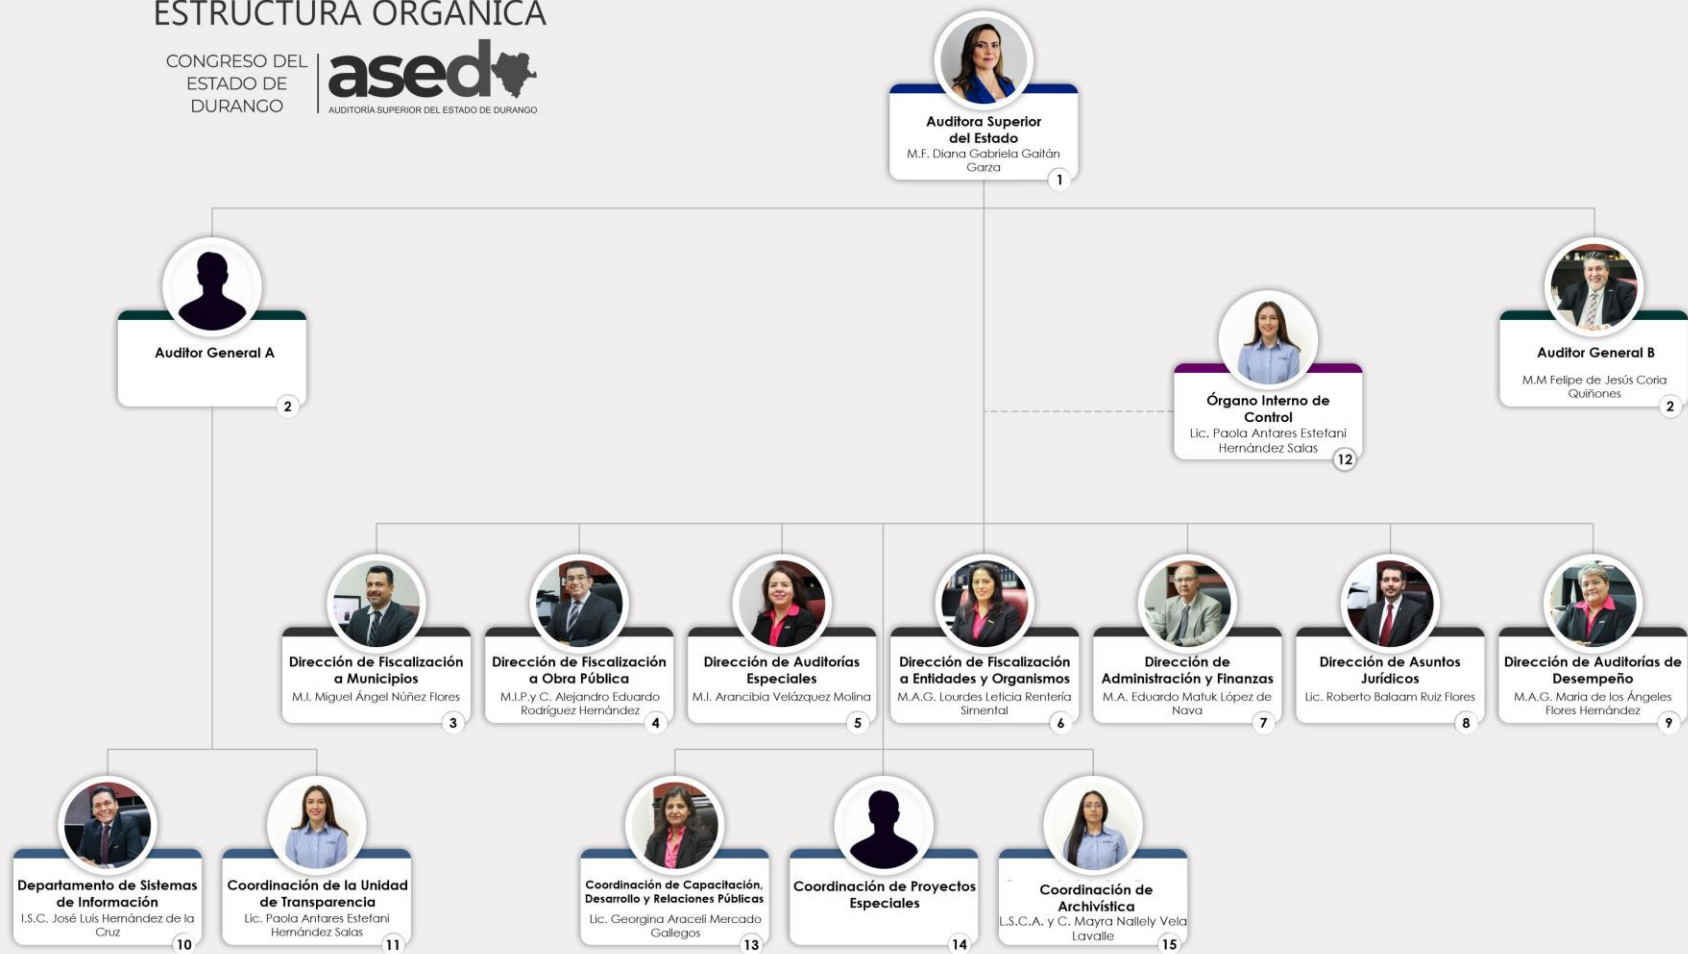 ESTRUCTURA ORGÁNICA
CONGRESO DEL
ESTADO DE
DURANGO
ased
AUDITORÍA SUPERIOR DEL ESTADO DE DURANGO
Auditora Superior
del Estado
M.F. Diana Gabriela Gaitán
Garza
1
Auditor General A
2
Auditor General B
M.M Felipe de Jesús Coria
Quiñones
2
Órgano Interno de
Control
Lic. Paola Antares Estefani
Hernández Salas
12
Dirección de Fiscalización
a Municipios
M.I. Miguel Ángel Núñez Flores
3
Dirección de Fiscalización
a Obra Pública
M.I.P.y C. Alejandro Eduardo
Rodríguez Hernández
4
Dirección de Auditorías
Especiales
M.I. Arancibia Velázquez Molina
5
Dirección de Fiscalización
a Entidades y Organismos
M.A.G. Lourdes Leticia Rentería
Simental
6
Dirección de
Administración y Finanzas
M.A. Eduardo Matuk López de
Nava
7
Dirección de Asuntos
Jurídicos
Lic. Roberto Balaam Ruiz Flores
8
Dirección de Auditorías de
Desempeño
M.A.G. Maria de los Ángeles
Flores Hernández
9
Departamento de Sistemas
de Información
I.S.C. José Luis Hernández de la
Cruz
10
Coordinación de la Unidad
de Transparencia
Lic. Paola Antares Estefani
Hernández Salas
11
Coordinación de Capacitación,
Desarrollo y Relaciones Públicas
Lic. Georgina Araceli Mercado
Gallegos
13
Coordinación de Proyectos
Especiales
14
Coordinación de
Archivística
L.S.C.A. y C. Mayra Nallely Vela
Lavalle
15